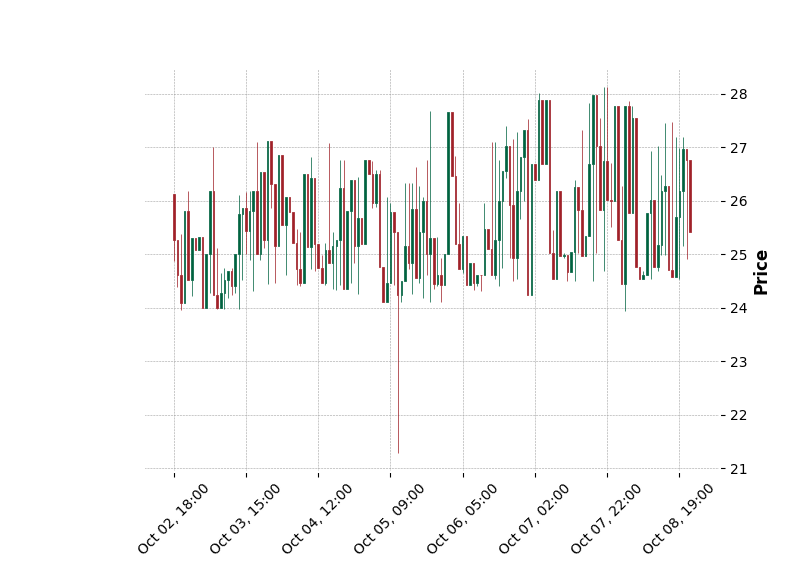 28
27
26
25
24
23
22
21
Price
Oct 02, 18:00
Oct 03, 15:00
Oct 04, 12:00
Oct 05, 09:00
Oct 06, 05:00
Oct 07, 02:00
Oct 07, 22:00
Oct 08, 19:00